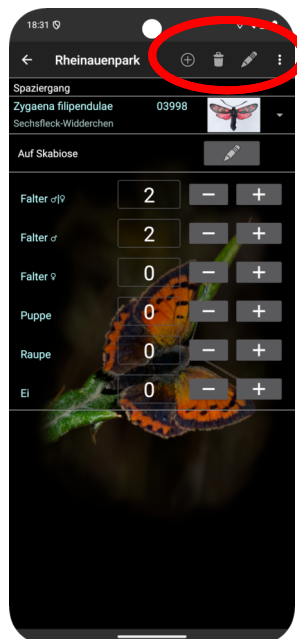 18:31
Rheinauenpark
Spaziergang
Zygaena filipendulae 03998
Sechsfleck-Widderchen
Auf Skabiose
Falter ♂|♀ 2 − +
Falter ♂ 2 − +
Falter ♀ 0 − +
Puppe 0 − +
Raupe 0 − +
Ei 0 − +